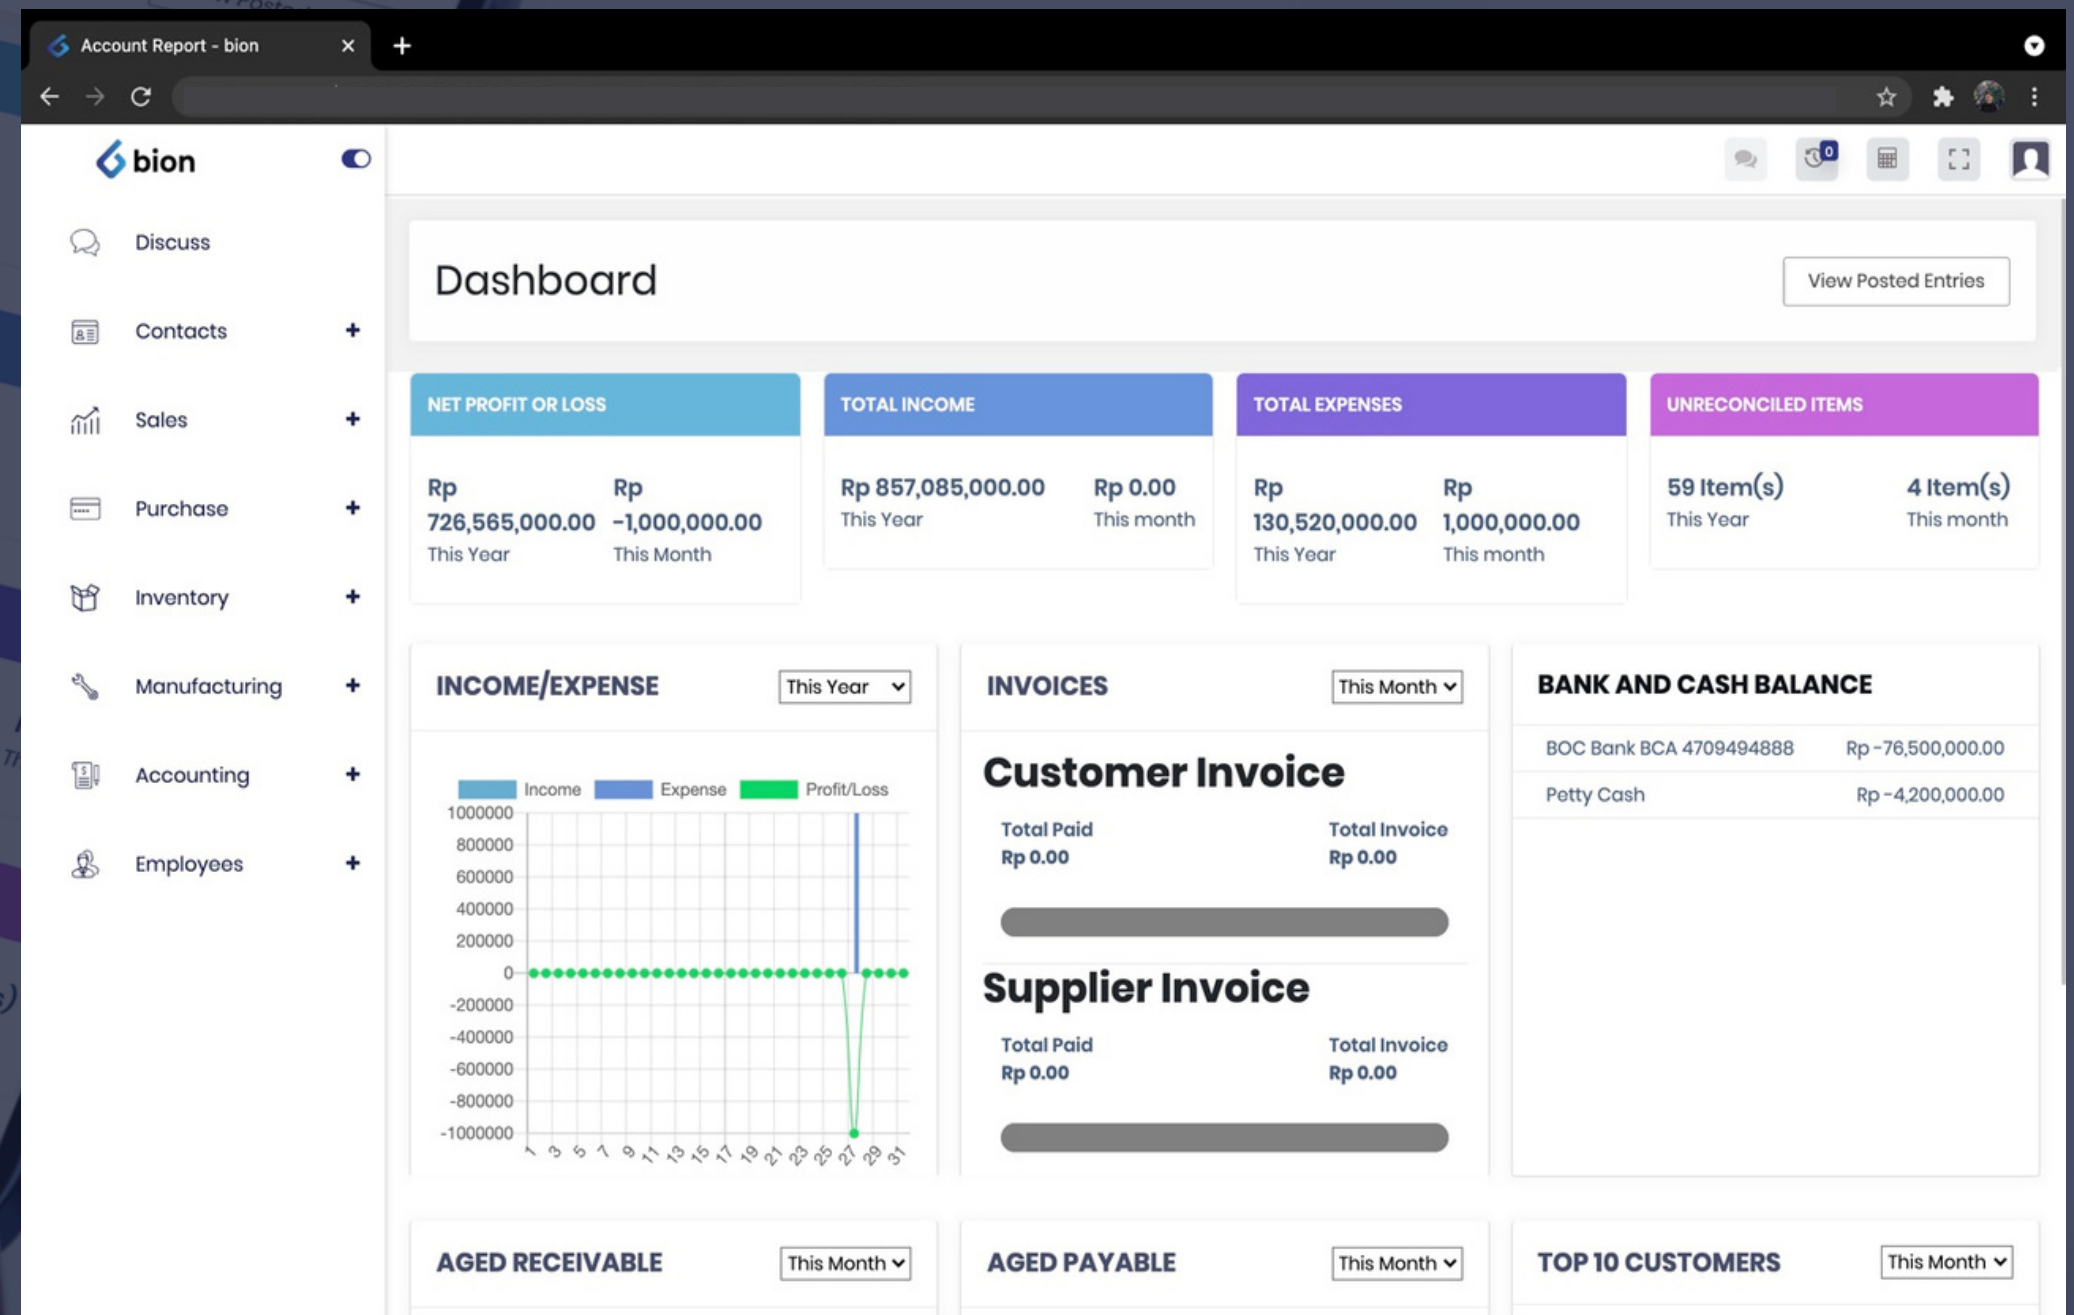 Account Report - bion
bion
0
Discuss
Contacts
Sales
Purchase
Inventory
Manufacturing
Accounting
Employees
Dashboard
View Posted Entries
NET PROFIT OR LOSS
Rp 726,565,000.00
This Year
Rp -1,000,000.00
This Month
TOTAL INCOME
Rp 857,085,000.00
This Year
Rp 0.00
This month
TOTAL EXPENSES
Rp 130,520,000.00
This Year
Rp 1,000,000.00
This month
UNRECONCILED ITEMS
59 Item(s)
This Year
4 Item(s)
This month
INCOME/EXPENSE
This Year
Income Expense Profit/Loss
1000000
800000
600000
400000
200000
0
-200000
-400000
-600000
-800000
-1000000
1 3 5 7 9 11 13 15 17 19 21 23 25 27 29 31
INVOICES
This Month
Customer Invoice
Total Paid Total Invoice
Rp 0.00 Rp 0.00
Supplier Invoice
Total Paid Total Invoice
Rp 0.00 Rp 0.00
BANK AND CASH BALANCE
BOC Bank BCA 4709494888 Rp -76,500,000.00
Petty Cash Rp -4,200,000.00
AGED RECEIVABLE
This Month
AGED PAYABLE
This Month
TOP 10 CUSTOMERS
This Month